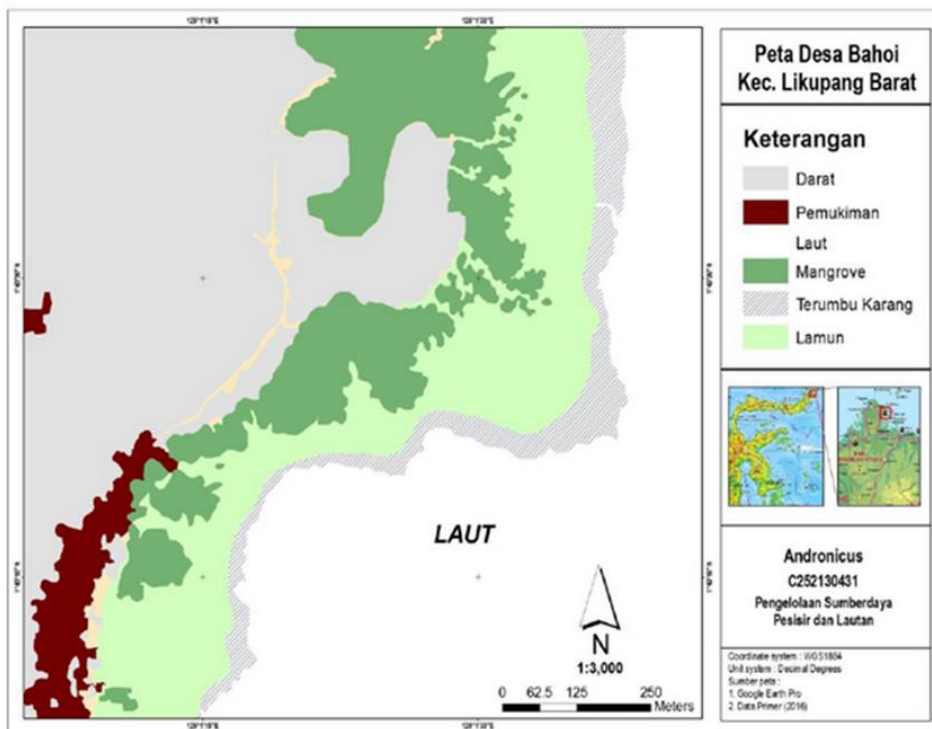 Peta Desa Bahoi
Kec. Likupang Barat
Keterangan
Darat
Pemukiman
Laut
Mangrove
Terumbu Karang
Lamun
LAUT
N
1:3,000
0 62.5 125 250
Meters
Andronicus
C252130431
Pengelolaan Sumberdaya
Pesisir dan Lautan
Coordinate system : WGS1984
Unit system : Decimal Degrees
Sumber peta :
1. Google Earth Pro
2. Data Primer (2016)